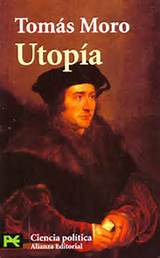 Tomás Moro
Utopía
Ciencia política
Alianza Editorial